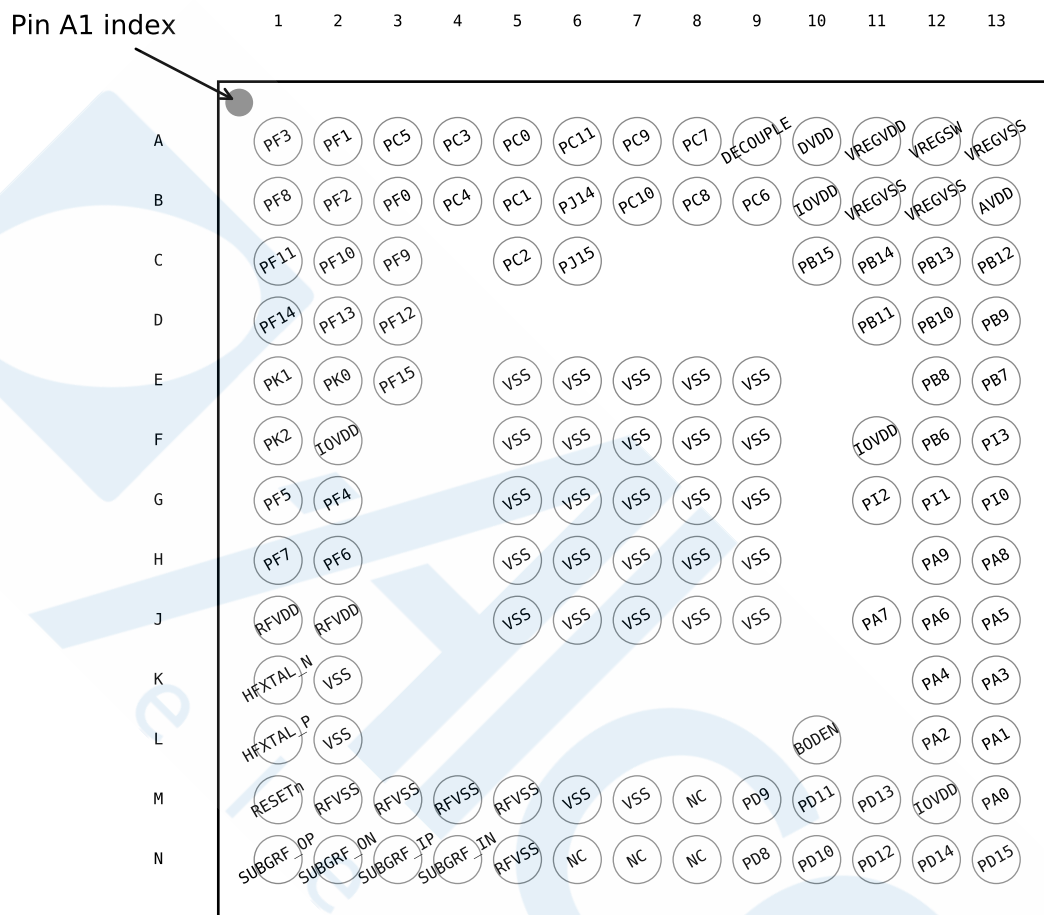 Pin A1 index
1 2 3 4 5 6 7 8 9 10 11 12 13
A PF3 PF1 PC5 PC3 PC0 PC11 PC9 PC7 DECOUPLE DVDD VREGVDD VREGSW VREGVSS
B PF8 PF2 PF0 PC4 PC1 PJ14 PC10 PC8 PC6 IOVDD VREGVSS VREGVSS AVDD
C PF11 PF10 PF9 PC2 PJ15 PB15 PB14 PB13 PB12
D PF14 PF13 PF12 PB11 PB10 PB9
E PK1 PK0 PF15 VSS VSS VSS VSS VSS PB8 PB7
F PK2 IOVDD VSS VSS VSS VSS VSS IOVDD PB6 PI3
G PF5 PF4 VSS VSS VSS VSS VSS PI2 PI1 PI0
H PF7 PF6 VSS VSS VSS VSS VSS PA9 PA8
J RFVDD RFVDD VSS VSS VSS VSS VSS PA7 PA6 PA5
K HFXTAL_N VSS PA4 PA3
L HFXTAL_P VSS BODEN PA2 PA1
M RESETn RFVSS RFVSS RFVSS RFVSS VSS VSS NC PD9 PD11 PD13 IOVDD PA0
N SUBGRF_OP SUBGRF_ON SUBGRF_IP SUBGRF_IN RFVSS NC NC NC PD8 PD10 PD12 PD14 PD15